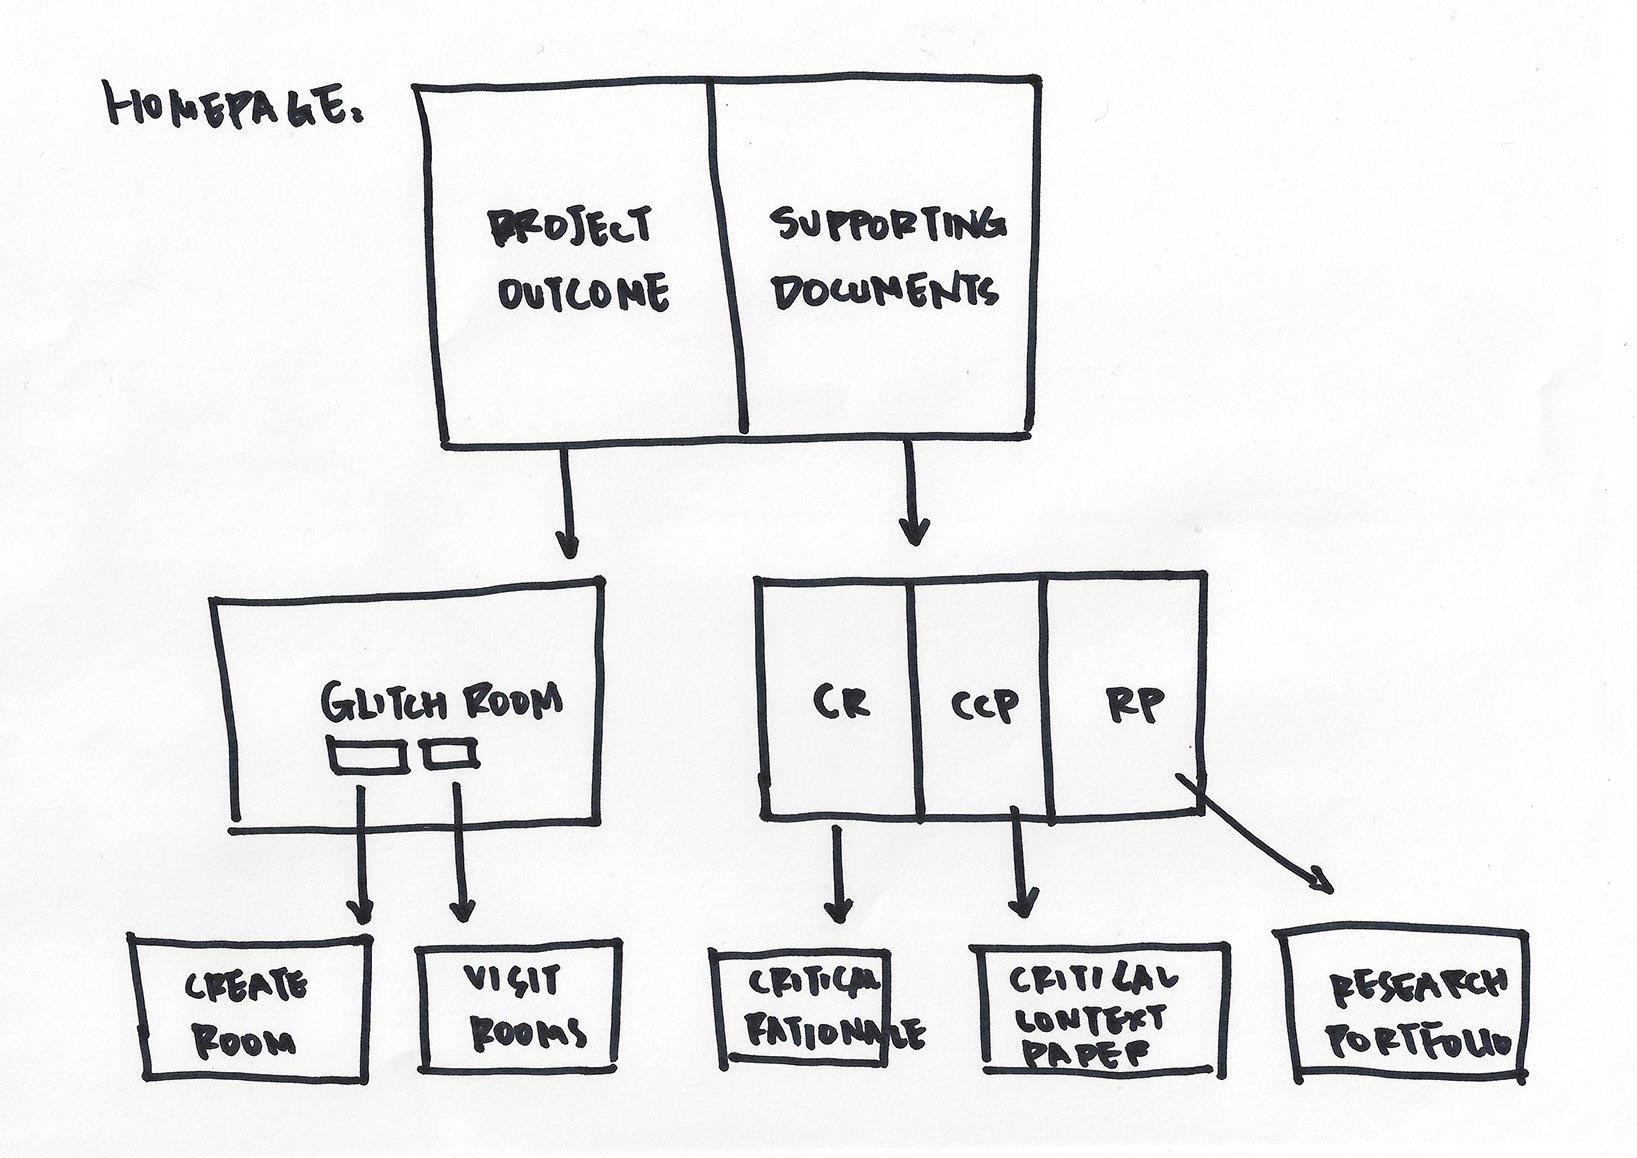 HOMEPAGE:
PROJECT
OUTCOME
SUPPORTING
DOCUMENTS
GLITCH ROOM
CR
CCP
RP
CREATE
ROOM
VISIT
ROOMS
CRITICAL
RATIONALE
CRITICAL
CONTEXT
PAPER
RESEARCH
PORTFOLIO